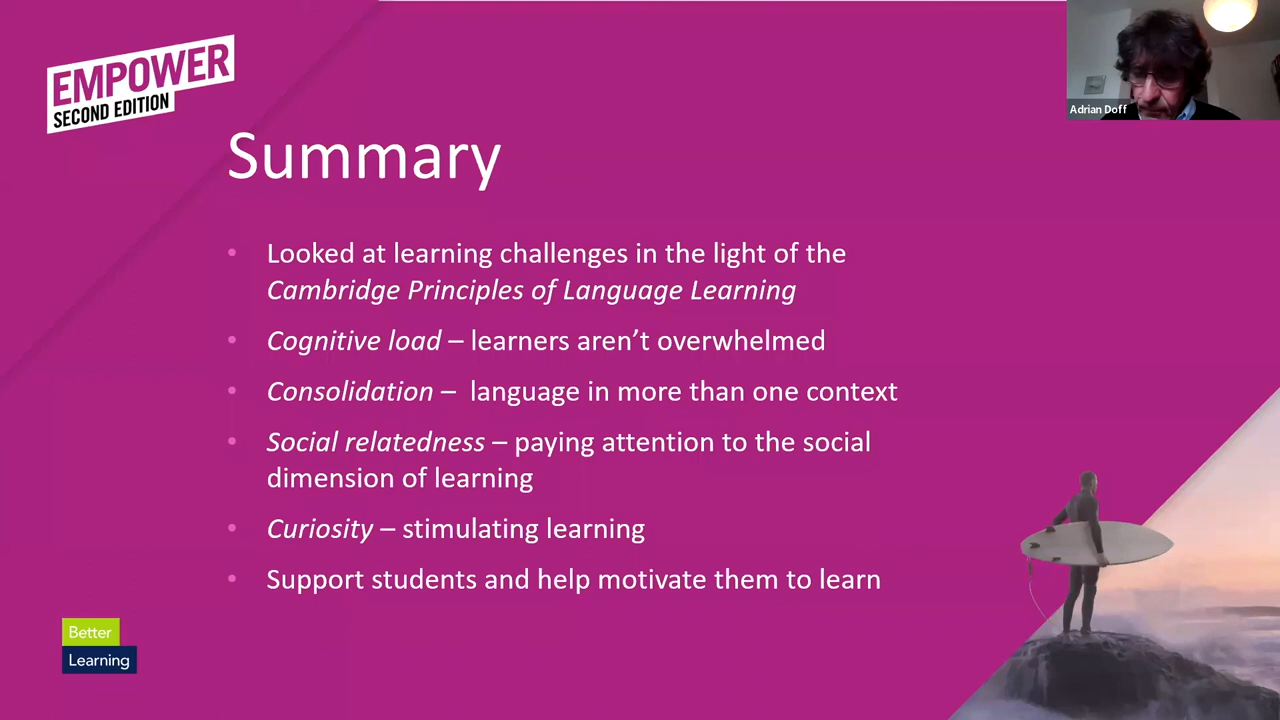 EMPOWER
SECOND EDITION
Adrian Doff
Summary
• Looked at learning challenges in the light of the
Cambridge Principles of Language Learning
• Cognitive load – learners aren’t overwhelmed
• Consolidation – language in more than one context
• Social relatedness – paying attention to the social
dimension of learning
• Curiosity – stimulating learning
• Support students and help motivate them to learn
Better
Learning